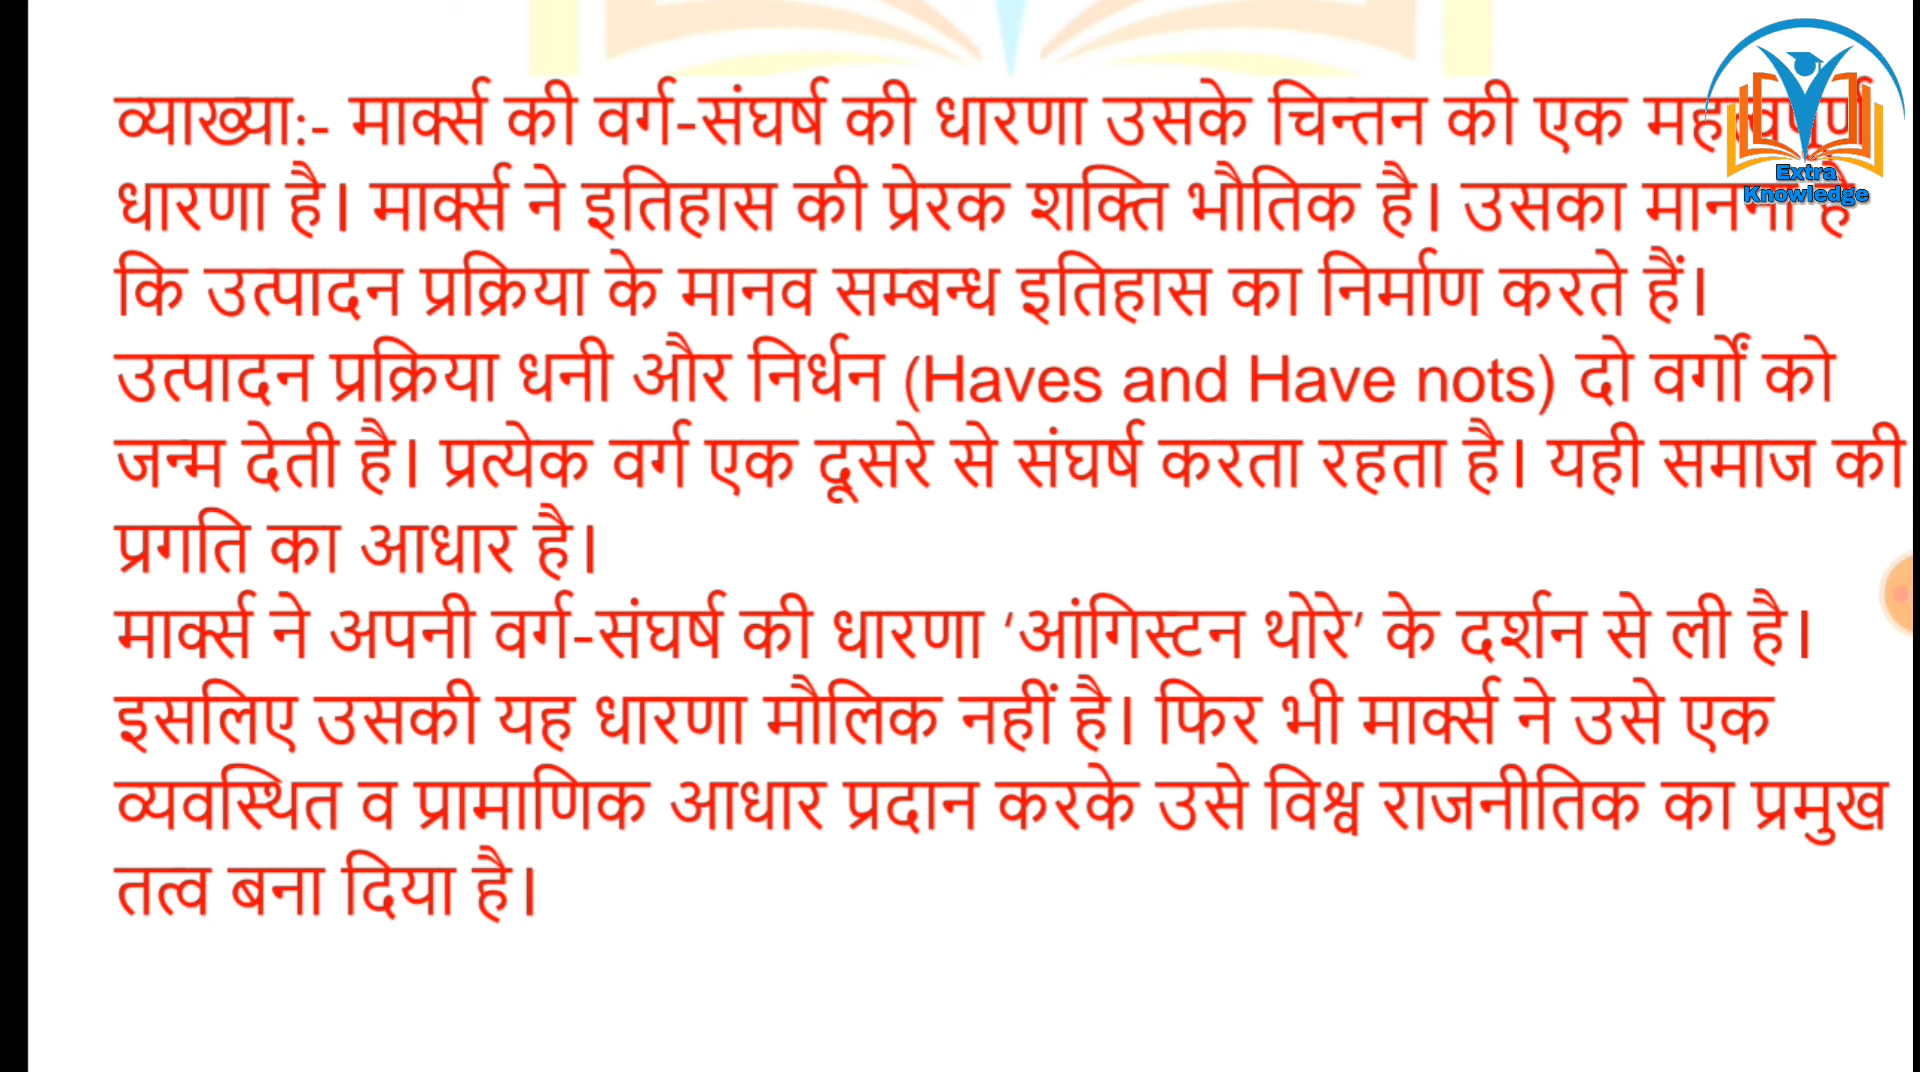 व्याख्या:- मार्क्स की वर्ग-संघर्ष की धारणा उसके चिन्तन की एक
धारणा है। मार्क्स ने इतिहास की प्रेरक शक्ति भौतिक है। उसका मानना है
कि उत्पादन प्रक्रिया के मानव सम्बन्ध इतिहास का निर्माण करते हैं।
उत्पादन प्रक्रिया धनी और निर्धन (Haves and Have nots) दो वर्गों को
जन्म देती है। प्रत्येक वर्ग एक दूसरे से संघर्ष करता रहता है। यही समाज की
प्रगति का आधार है।
मार्क्स ने अपनी वर्ग-संघर्ष की धारणा ‘आंगिस्टन थोरे’ के दर्शन से ली है।
इसलिए उसकी यह धारणा मौलिक नहीं है। फिर भी मार्क्स ने उसे एक
व्यवस्थित व प्रामाणिक आधार प्रदान करके उसे विश्व राजनीतिक का प्रमुख
तत्व बना दिया है।
Extra
Knowledge